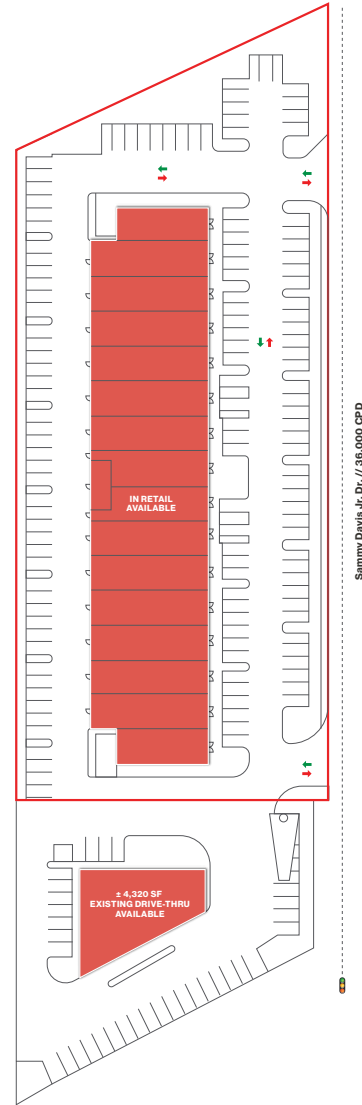 IN RETAIL
AVAILABLE
Sammy Davis Jr. Dr. // 36,000 CPD
± 4,320 SF
EXISTING DRIVE-THRU
AVAILABLE